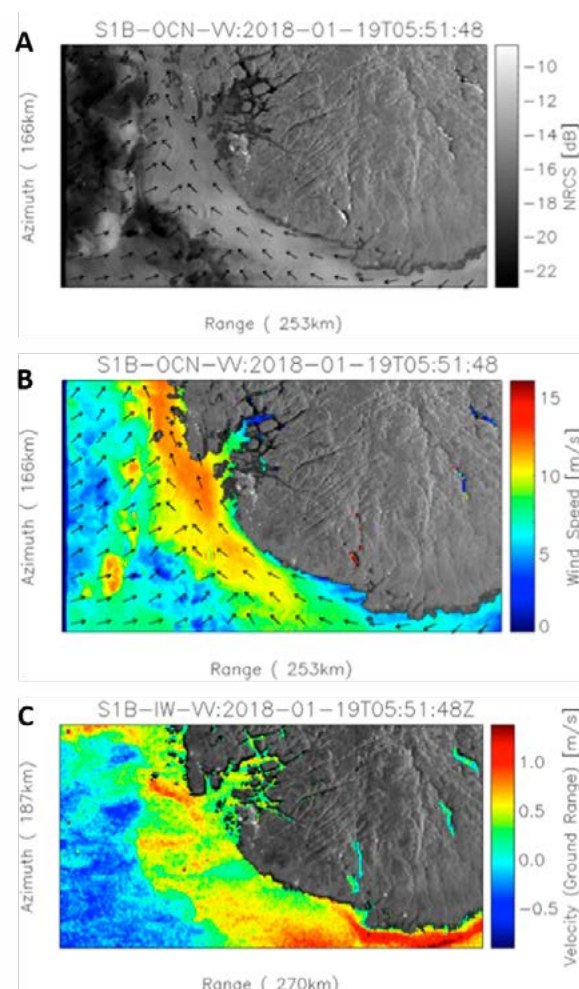 A
S1B-OCN-VV:2018-01-19T05:51:48
Azimuth ( 166km)
Range ( 253km)
-10
-12
-14
-16
-18
-20
-22
NRCS [dB]
B
S1B-OCN-VV:2018-01-19T05:51:48
Azimuth ( 166km)
Range ( 253km)
15
10
5
0
Wind Speed [m/s]
C
S1B-IW-VV:2018-01-19T05:51:48Z
Azimuth ( 187km)
Range ( 270km)
1.0
0.5
0.0
-0.5
Velocity (Ground Range) [m/s]